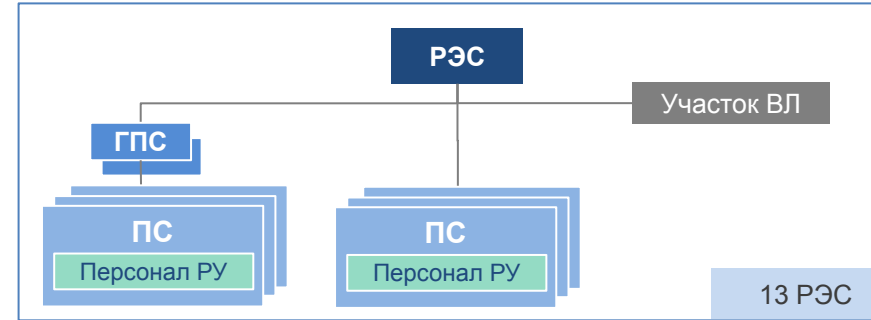 РЭС
Участок ВЛ
ГПС
ПС
Персонал РУ
ПС
Персонал РУ
13 РЭС